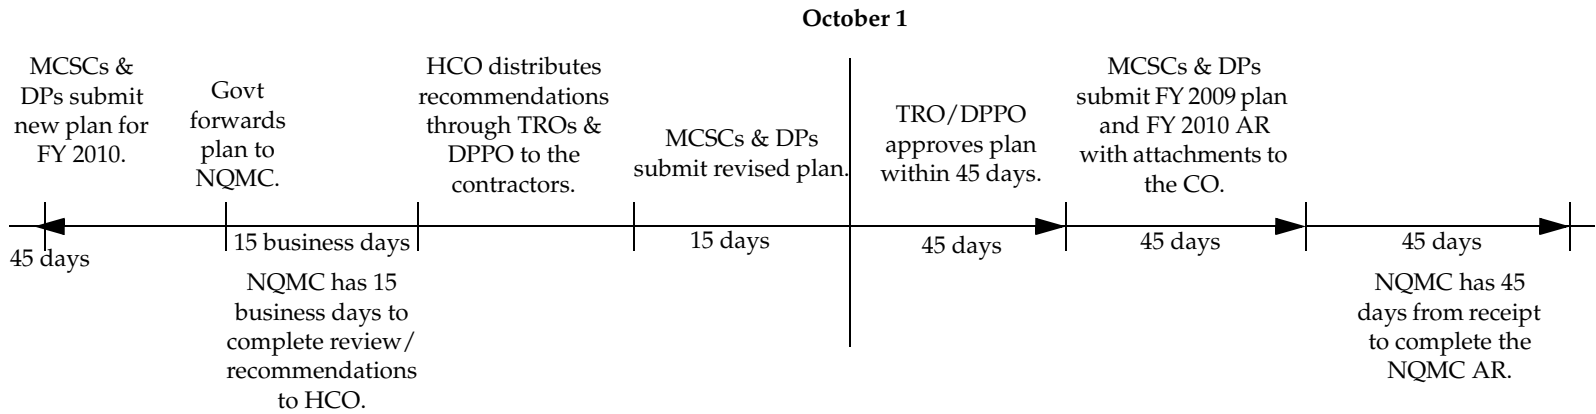 October 1
MCSCs &
DPs submit
new plan for
FY 2010.
Govt
forwards
plan to
NQMC.
HCO distributes
recommendations
through TROs &
DPPO to the
contractors.
MCSCs & DPs
submit revised plan.
TRO/DPPO
approves plan
within 45 days.
MCSCs & DPs
submit FY 2009 plan
and FY 2010 AR
with attachments to
the CO.
45 days
15 business days
15 days
45 days
45 days
45 days
NQMC has 15
business days to
complete review/
recommendations
to HCO.
NQMC has 45
days from receipt
to complete the
NQMC AR.